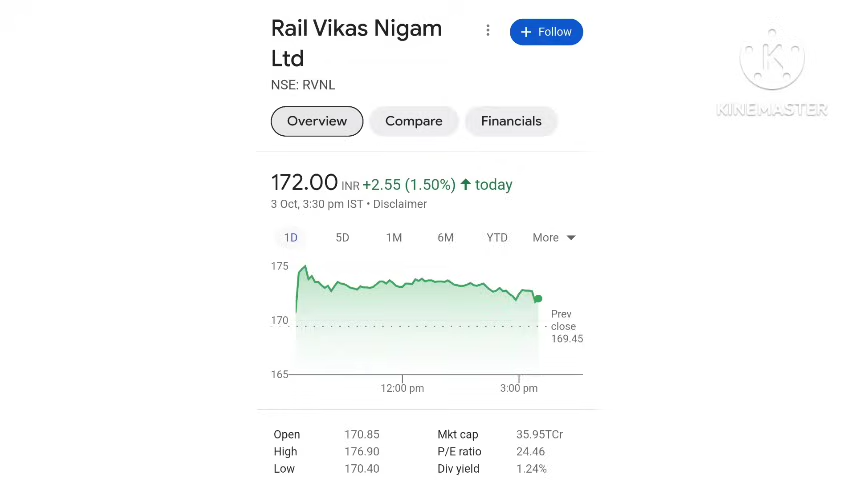 Rail Vikas Nigam
Ltd
+ Follow
NSE: RVNL
Overview Compare Financials
172.00 INR +2.55 (1.50%) ↑ today
3 Oct, 3:30 pm IST • Disclaimer
1D 5D 1M 6M YTD More
175
170
165
Prev
close
169.45
12:00 pm 3:00 pm
Open 170.85 Mkt cap 35.95TCr
High 176.90 P/E ratio 24.46
Low 170.40 Div yield 1.24%
K
KINEMASTER